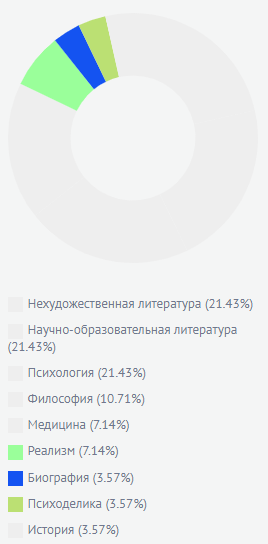 Нехудожественная литература (21.43%)
Научно-образовательная литература
(21.43%)
Психология (21.43%)
Философия (10.71%)
Медицина (7.14%)
Реализм (7.14%)
Биография (3.57%)
Психоделика (3.57%)
История (3.57%)